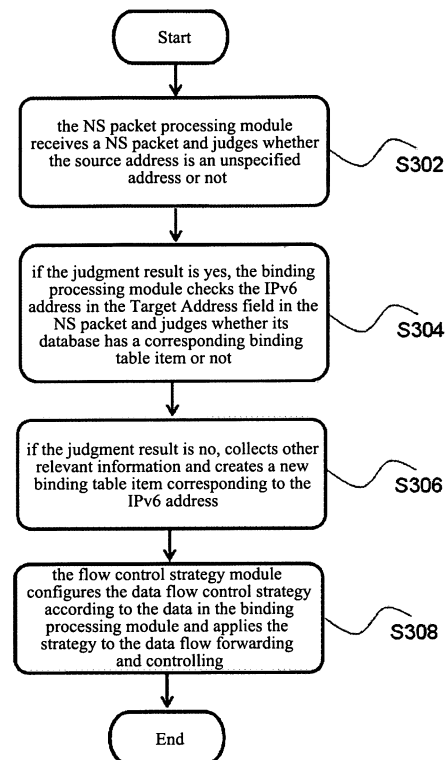 Start
the NS packet processing module
receives a NS packet and judges whether
the source address is an unspecified
address or not
S302
if the judgment result is yes, the binding
processing module checks the IPv6
address in the Target Address field in the
NS packet and judges whether its
database has a corresponding binding
table item or not
S304
if the judgment result is no, collects other
relevant information and creates a new
binding table item corresponding to the
IPv6 address
S306
the flow control strategy module
configures the data flow control strategy
according to the data in the binding
processing module and applies the
strategy to the data flow forwarding
and controlling
S308
End